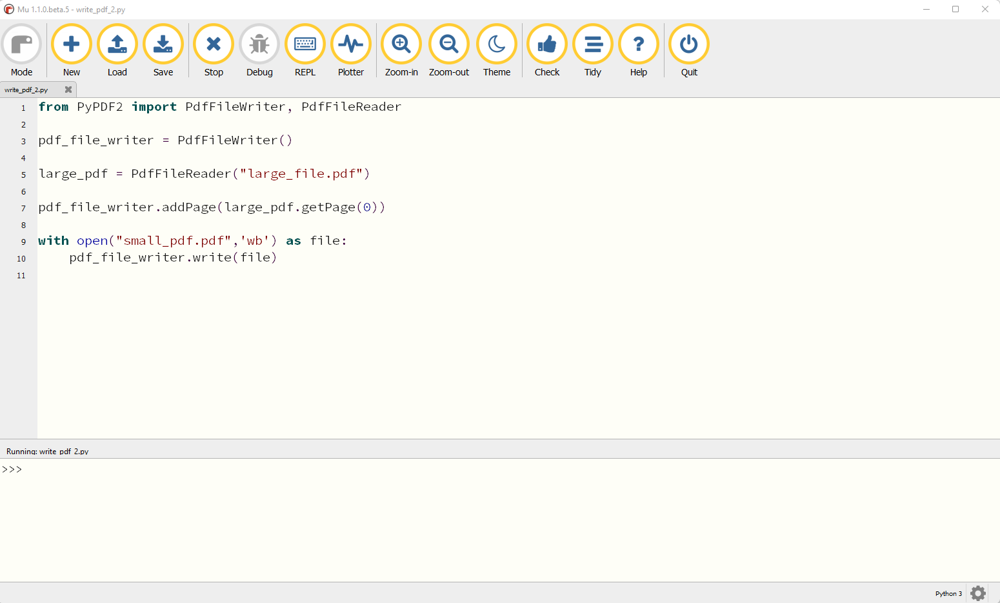 Mu 1.1.0.beta.5 - write_pdf_2.py
Mode New Load Save Stop Debug REPL Plotter Zoom-in Zoom-out Theme Check Tidy Help Quit
write_pdf_2.py
1 from PyPDF2 import PdfFileWriter, PdfFileReader
2
3 pdf_file_writer = PdfFileWriter()
4
5 large_pdf = PdfFileReader("large_file.pdf")
6
7 pdf_file_writer.addPage(large_pdf.getPage(0))
8
9 with open("small_pdf.pdf",'wb') as file:
10     pdf_file_writer.write(file)
11
Running: write_pdf_2.py
>>>
Python 3